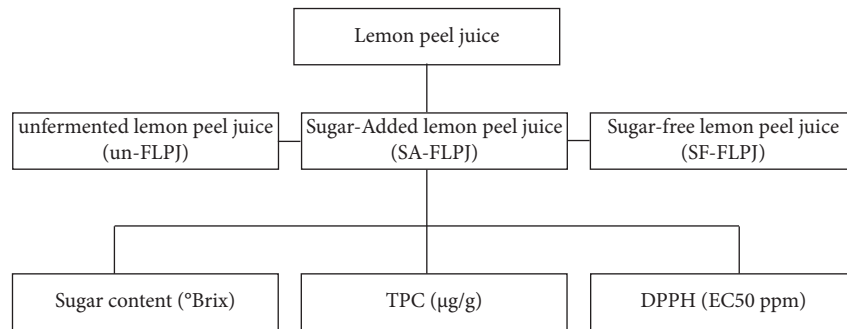 Lemon peel juice
unfermented lemon peel juice
(un-FLPJ)
Sugar-Added lemon peel juice
(SA-FLPJ)
Sugar-free lemon peel juice
(SF-FLPJ)
Sugar content (°Brix)
TPC (µg/g)
DPPH (EC50 ppm)